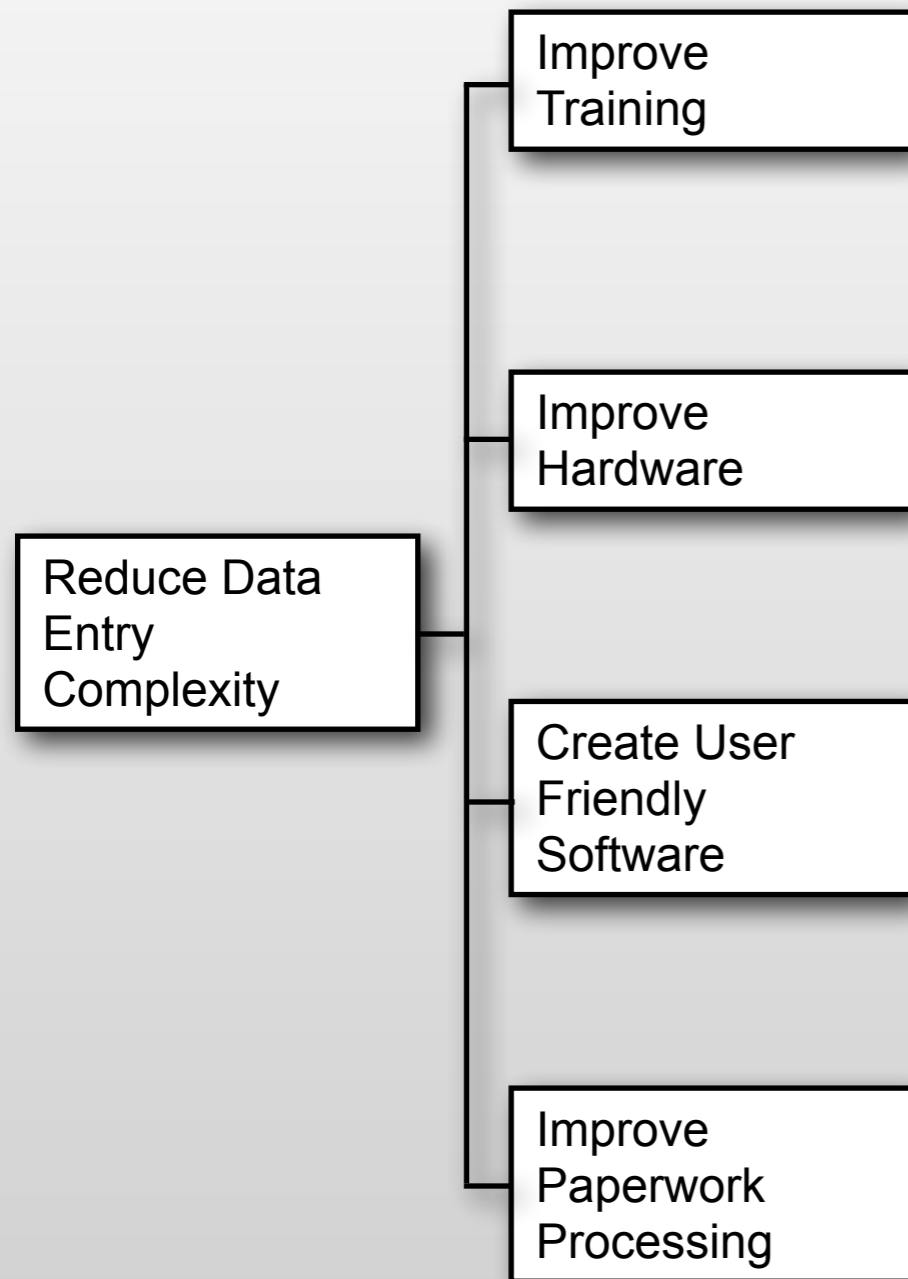 Improve
Training
Improve
Hardware
Reduce Data
Entry
Complexity
Create User
Friendly
Software
Improve
Paperwork
Processing